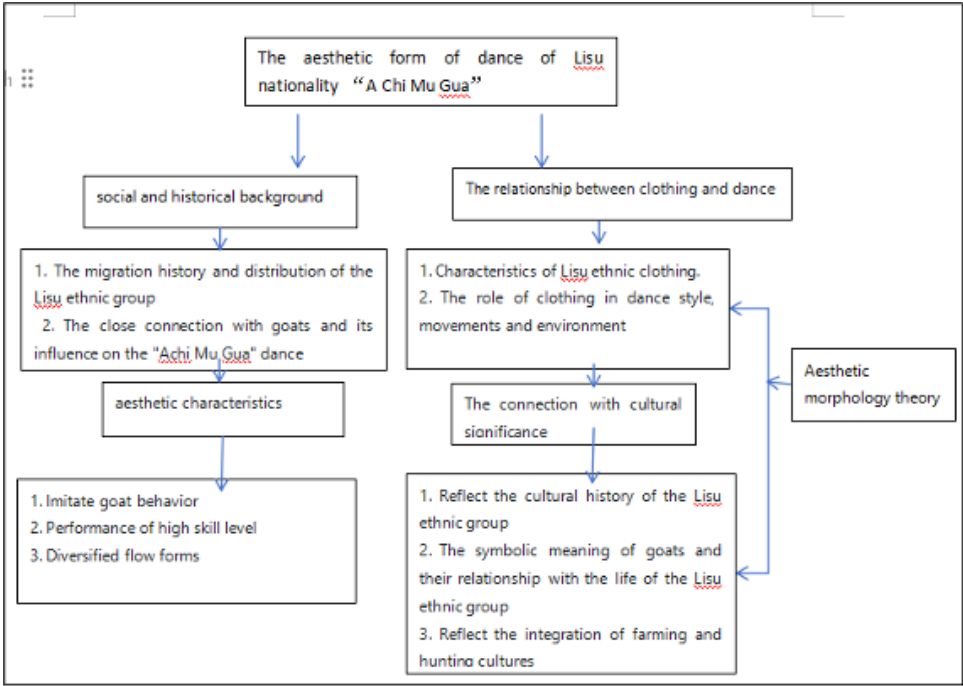 The aesthetic form of dance of Lisu
nationality “A Chi Mu Gua”
social and historical background
1. The migration history and distribution of the
Lisu ethnic group
2. The close connection with goats and its
influence on the "Achi Mu Gua" dance
aesthetic characteristics
1. Imitate goat behavior
2. Performance of high skill level
3. Diversified flow forms
The relationship between clothing and dance
1. Characteristics of Lisu ethnic clothing.
2. The role of clothing in dance style,
movements and environment
The connection with cultural
significance
1. Reflect the cultural history of the Lisu
ethnic group
2. The symbolic meaning of goats and
their relationship with the life of the Lisu
ethnic group
3. Reflect the integration of farming and
hunting cultures
Aesthetic
morphology theory